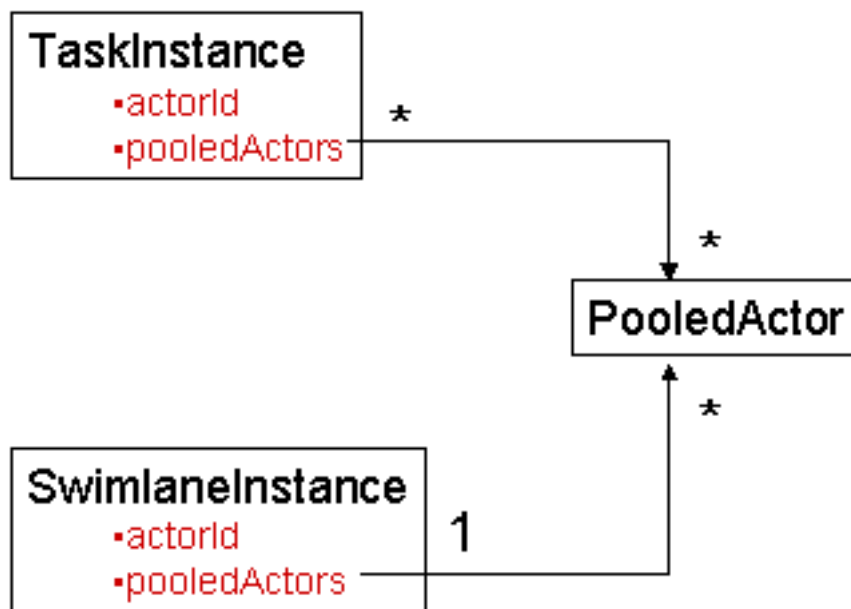 TaskInstance
▪actorId
▪pooledActors
*
*
PooledActor
*
SwimlaneInstance
▪actorId
▪pooledActors
1